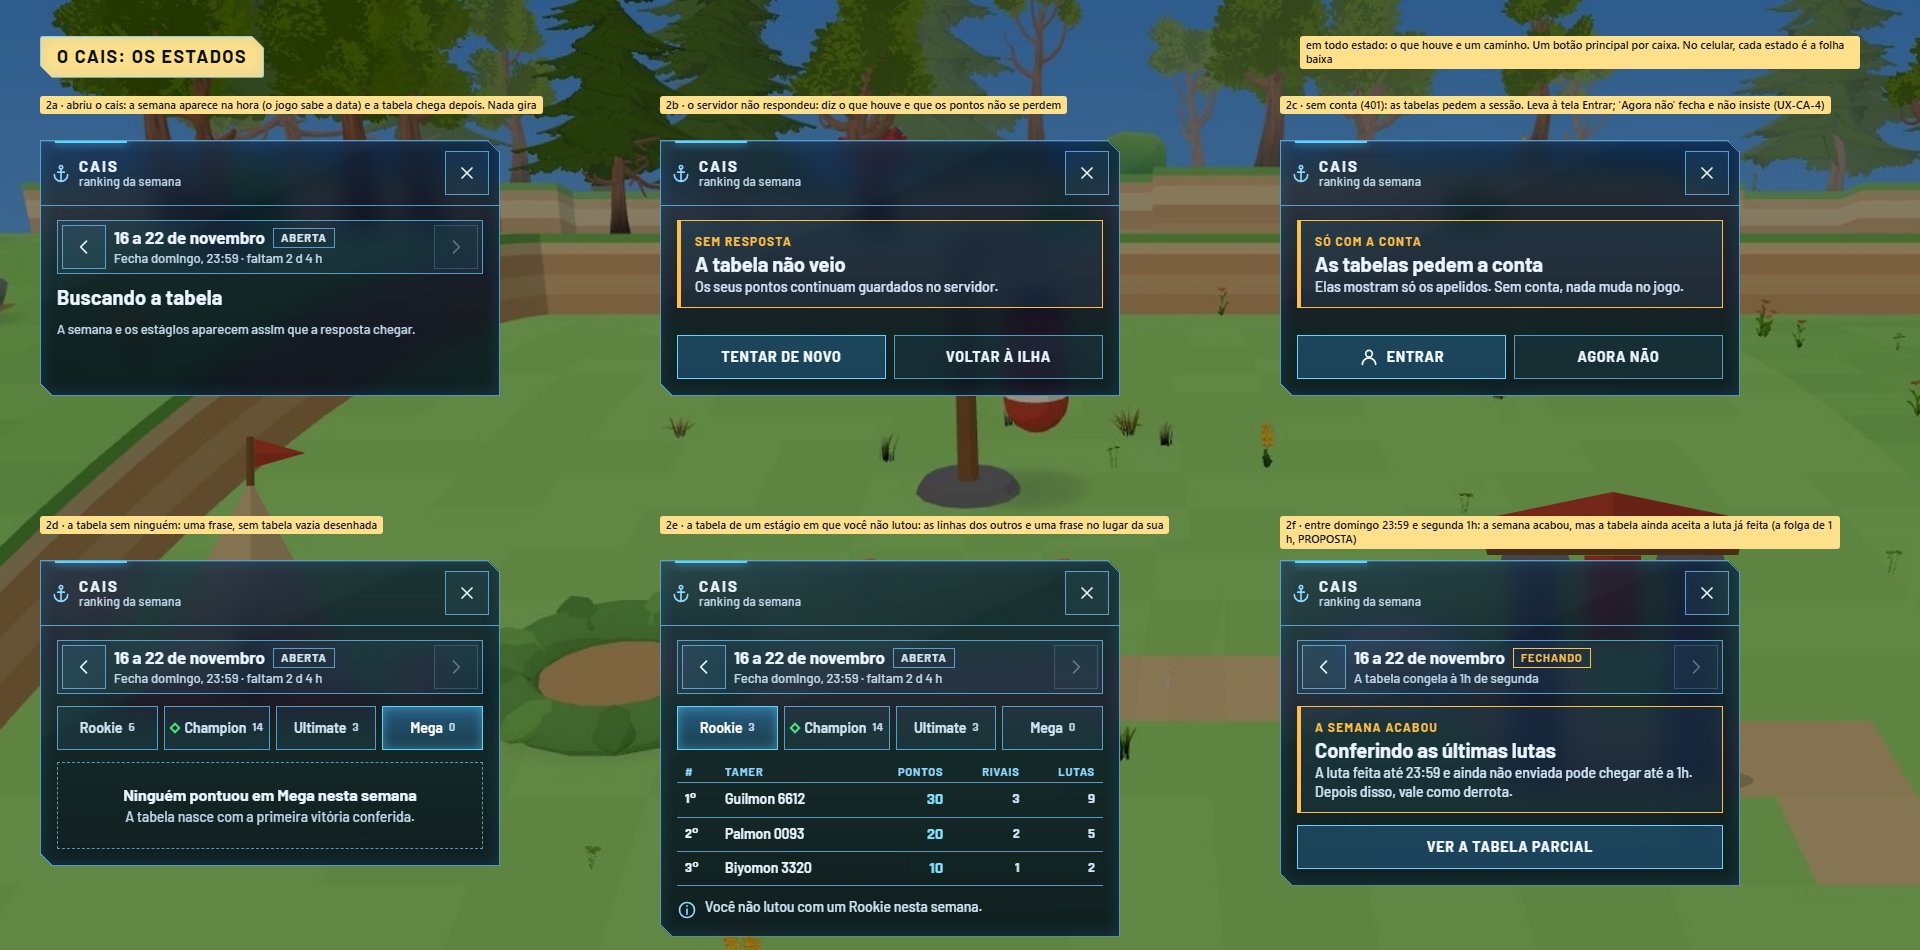 O CAIS: OS ESTADOS
em todo estado: o que houve e um caminho. Um botão principal por caixa. No celular, cada estado é a folha
baixa
2a · abriu o cais: a semana aparece na hora (o jogo sabe a data) e a tabela chega depois. Nada gira
CAIS
ranking da semana
16 a 22 de novembro ABERTA
Fecha domingo, 23:59 · faltam 2 d 4 h
Buscando a tabela
A semana e os estágios aparecem assim que a resposta chegar.
2b · o servidor não respondeu: diz o que houve e que os pontos não se perdem
CAIS
ranking da semana
SEM RESPOSTA
A tabela não veio
Os seus pontos continuam guardados no servidor.
TENTAR DE NOVO VOLTAR À ILHA
2c · sem conta (401): as tabelas pedem a sessão. Leva à tela Entrar; 'Agora não' fecha e não insiste (UX-CA-4)
CAIS
ranking da semana
SÓ COM A CONTA
As tabelas pedem a conta
Elas mostram só os apelidos. Sem conta, nada muda no jogo.
ENTRAR AGORA NÃO
2d · a tabela sem ninguém: uma frase, sem tabela vazia desenhada
CAIS
ranking da semana
16 a 22 de novembro ABERTA
Fecha domingo, 23:59 · faltam 2 d 4 h
Rookie 6 Champion 14 Ultimate 3 Mega 0
Ninguém pontuou em Mega nesta semana
A tabela nasce com a primeira vitória conferida.
2e · a tabela de um estágio em que você não lutou: as linhas dos outros e uma frase no lugar da sua
CAIS
ranking da semana
16 a 22 de novembro ABERTA
Fecha domingo, 23:59 · faltam 2 d 4 h
Rookie 3 Champion 14 Ultimate 3 Mega 0
# TAMER PONTOS RIVAIS LUTAS
1º Guilmon 6612 30 3 9
2º Palmon 0093 20 2 5
3º Biyomon 3320 10 1 2
Você não lutou com um Rookie nesta semana.
2f · entre domingo 23:59 e segunda 1h: a semana acabou, mas a tabela ainda aceita a luta já feita (a folga de 1
h, PROPOSTA)
CAIS
ranking da semana
16 a 22 de novembro FECHANDO
A tabela congela à 1h de segunda
A SEMANA ACABOU
Conferindo as últimas lutas
A luta feita até 23:59 e ainda não enviada pode chegar até a 1h.
Depois disso, vale como derrota.
VER A TABELA PARCIAL